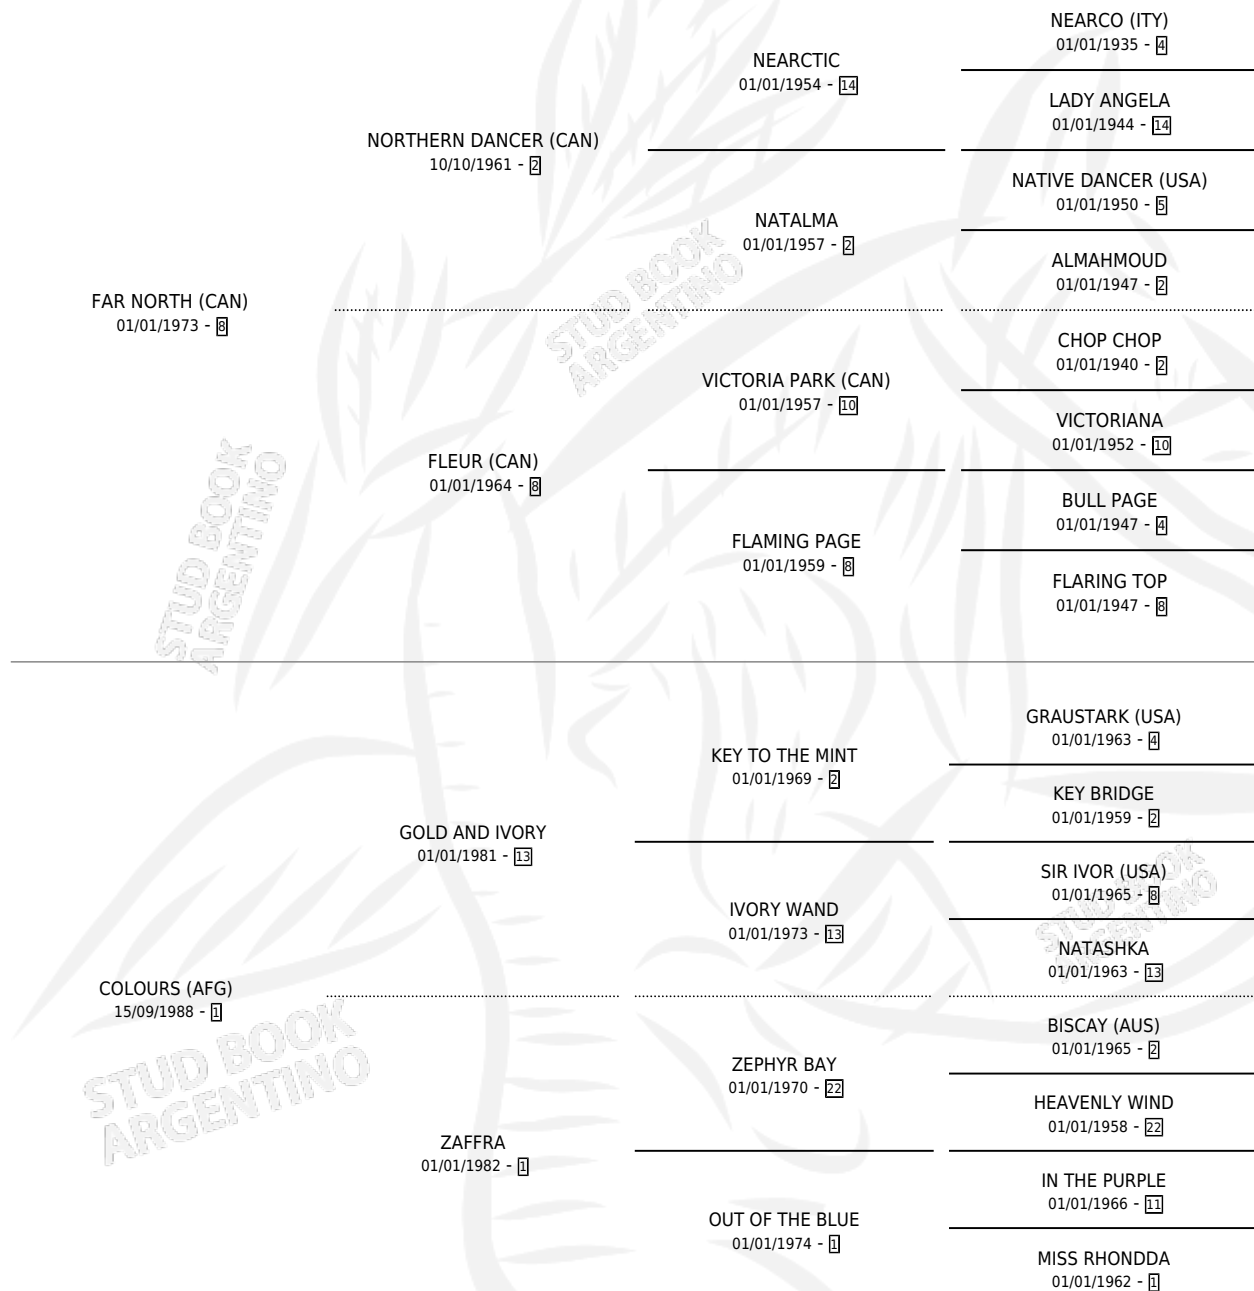 NEARCO (ITY)
01/01/1935 - 4
NEARCTIC
01/01/1954 - 14
LADY ANGELA
01/01/1944 - 14
NORTHERN DANCER (CAN)
10/10/1961 - 2
NATIVE DANCER (USA)
01/01/1950 - 5
NATALMA
01/01/1957 - 2
ALMAHMOUD
01/01/1947 - 2
FAR NORTH (CAN)
01/01/1973 - 8
CHOP CHOP
01/01/1940 - 2
VICTORIA PARK (CAN)
01/01/1957 - 10
VICTORIANA
01/01/1952 - 10
FLEUR (CAN)
01/01/1964 - 8
BULL PAGE
01/01/1947 - 4
FLAMING PAGE
01/01/1959 - 8
FLARING TOP
01/01/1947 - 8
GRAUSTARK (USA)
01/01/1963 - 4
KEY TO THE MINT
01/01/1969 - 2
KEY BRIDGE
01/01/1959 - 2
GOLD AND IVORY
01/01/1981 - 13
SIR IVOR (USA)
01/01/1965 - 8
IVORY WAND
01/01/1973 - 13
NATASHKA
01/01/1963 - 13
COLOURS (AFG)
15/09/1988 - 1
BISCAY (AUS)
01/01/1965 - 2
ZEPHYR BAY
01/01/1970 - 22
HEAVENLY WIND
01/01/1958 - 22
ZAFFRA
01/01/1982 - 1
IN THE PURPLE
01/01/1966 - 11
OUT OF THE BLUE
01/01/1974 - 1
MISS RHONDDA
01/01/1962 - 1
STUD BOOK
ARGENTINO
STUD BOOK
ARGENTINO
STUD BOOK
ARGENTINO
STUD BOOK
ARGENTINO